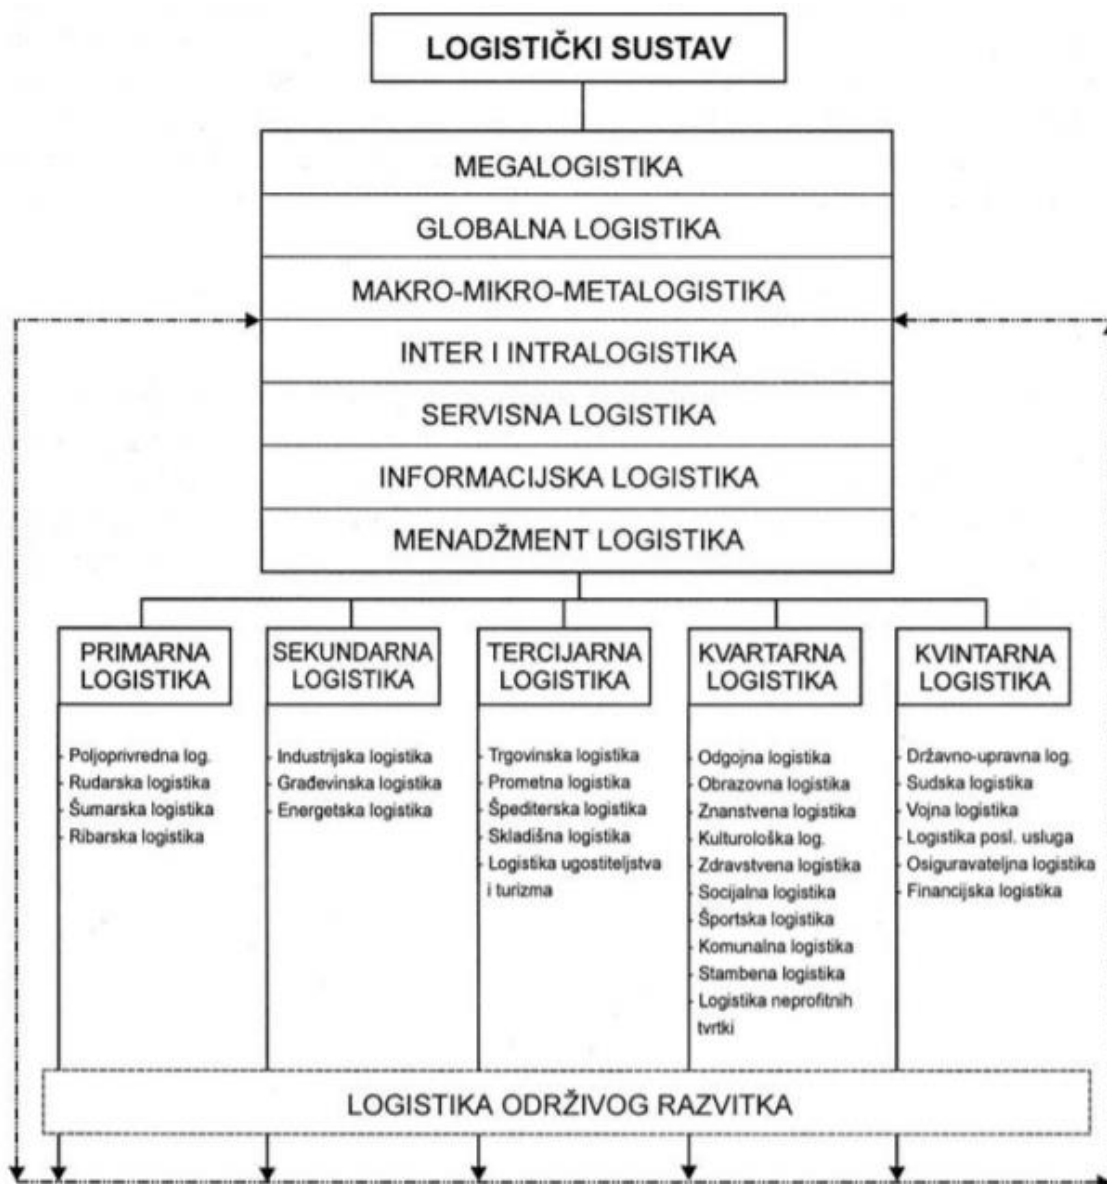 LOGISTIČKI SUSTAV
MEGALOGISTIKA
GLOBALNA LOGISTIKA
MAKRO-MIKRO-METALOGISTIKA
INTER I INTRALOGISTIKA
SERVISNA LOGISTIKA
INFORMACIJSKA LOGISTIKA
MENADŽMENT LOGISTIKA
PRIMARNA
LOGISTIKA
- Poljoprivredna log.
- Rudarska logistika
- Šumarska logistika
- Ribarska logistika
SEKUNDARNA
LOGISTIKA
- Industrijska logistika
- Građevinska logistika
- Energetska logistika
TERCIJARNA
LOGISTIKA
- Trgovinska logistika
- Prometna logistika
- Špediterska logistika
- Skladišna logistika
- Logistika ugostiteljstva
i turizma
KVARTARNA
LOGISTIKA
- Odgojna logistika
- Obrazovna logistika
- Znanstvena logistika
- Kulturološka log.
- Zdravstvena logistika
- Socijalna logistika
- Športska logistika
- Komunalna logistika
- Stambena logistika
- Logistika neprofitnih
tvrtki
KVINTARNA
LOGISTIKA
- Državno-upravna log.
- Sudska logistika
- Vojna logistika
- Logistika posl. usluga
- Osiguravateljna logistika
- Financijska logistika
LOGISTIKA ODRŽIVOG RAZVITKA